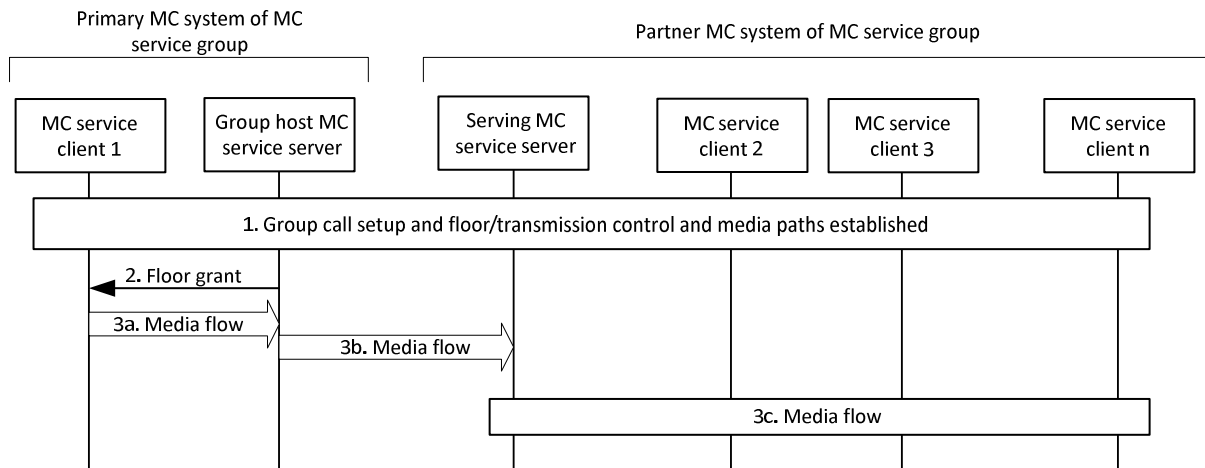 Primary MC system of MC
service group
Partner MC system of MC service group
MC service
client 1
Group host MC
service server
Serving MC
service server
MC service
client 2
MC service
client 3
MC service
client n
1. Group call setup and floor/transmission control and media paths established
2. Floor grant
3a. Media flow
3b. Media flow
3c. Media flow